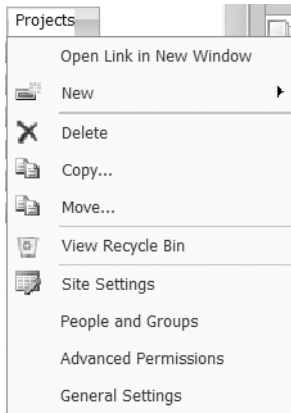 Projects
Open Link in New Window
New
Delete
Copy...
Move...
View Recycle Bin
Site Settings
People and Groups
Advanced Permissions
General Settings